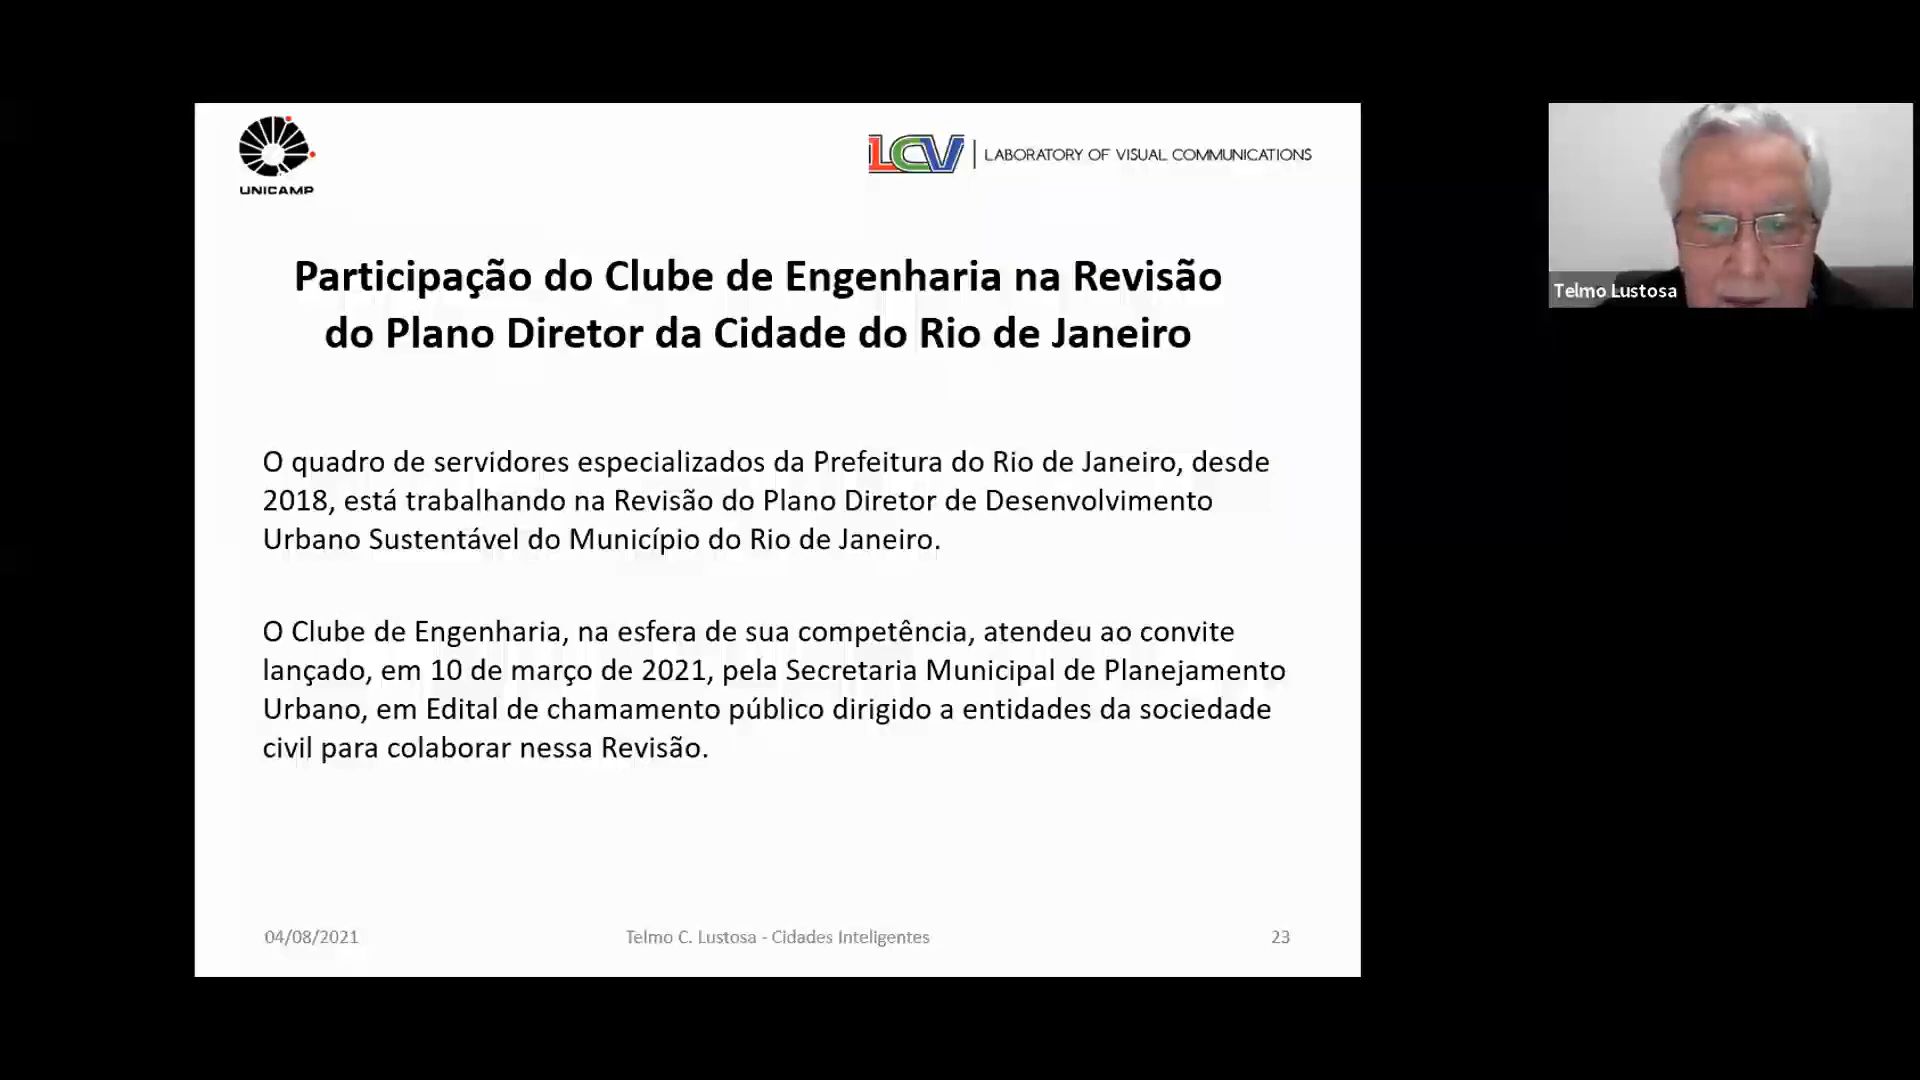 UNICAMP
LCV | LABORATORY OF VISUAL COMMUNICATIONS
Participação do Clube de Engenharia na Revisão
do Plano Diretor da Cidade do Rio de Janeiro
O quadro de servidores especializados da Prefeitura do Rio de Janeiro, desde
2018, está trabalhando na Revisão do Plano Diretor de Desenvolvimento
Urbano Sustentável do Município do Rio de Janeiro.
O Clube de Engenharia, na esfera de sua competência, atendeu ao convite
lançado, em 10 de março de 2021, pela Secretaria Municipal de Planejamento
Urbano, em Edital de chamamento público dirigido a entidades da sociedade
civil para colaborar nessa Revisão.
04/08/2021
Telmo C. Lustosa - Cidades Inteligentes
23
Telmo Lustosa